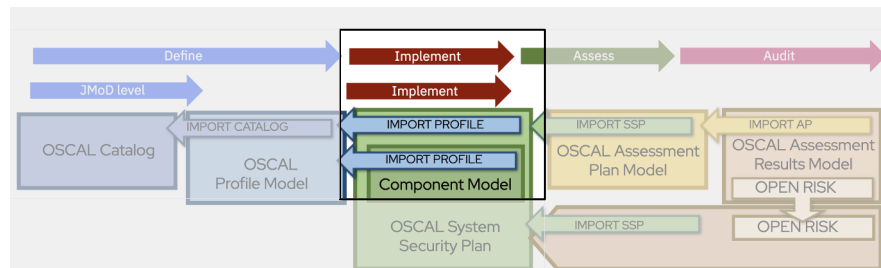 Define
Implement
Assess
Audit
JMoD level
Implement
IMPORT CATALOG
IMPORT PROFILE
IMPORT SSP
IMPORT AP
OSCAL Catalog
OSCAL
Profile Model
IMPORT PROFILE
Component Model
OSCAL Assessment
Plan Model
OSCAL Assessment
Results Model
OPEN RISK
OSCAL System
Security Plan
IMPORT SSP
OPEN RISK